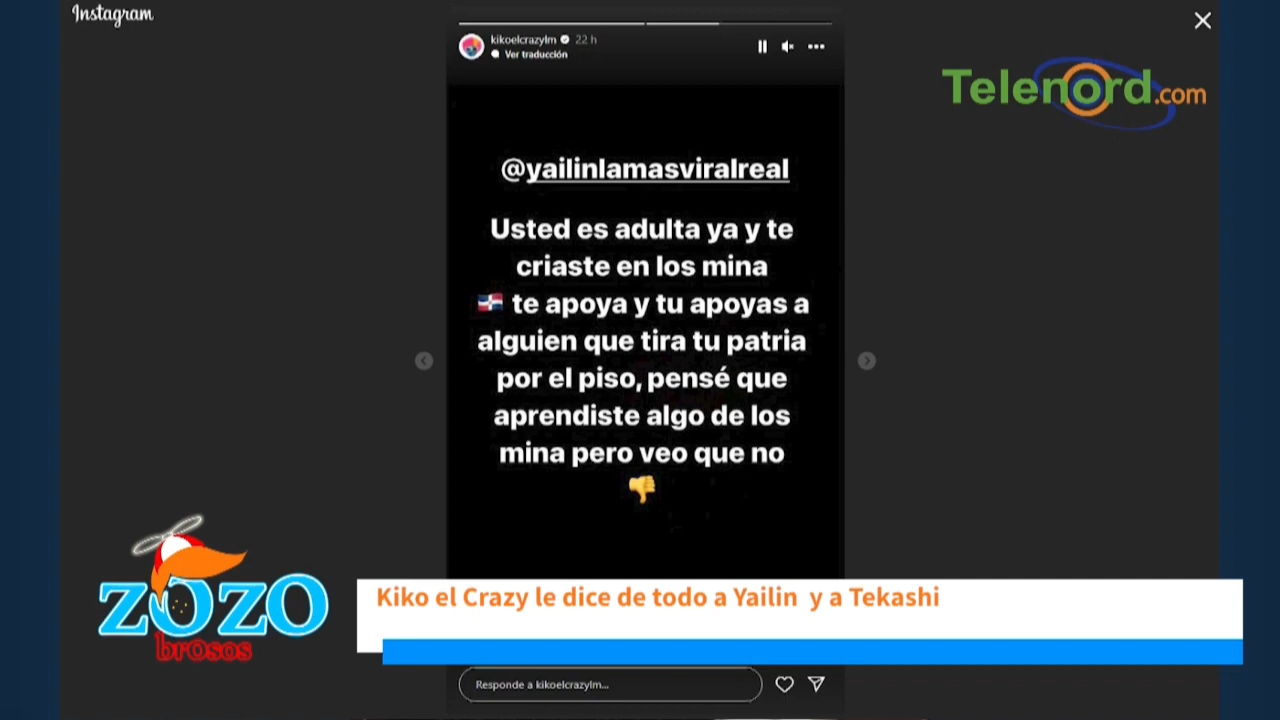 Instagram
kikoelcrazylm 22 h
Ver traducción
Telenord.com
@yailinlamasviralreal
Usted es adulta ya y te
criaste en los mina
🇩🇴 te apoya y tu apoyas a
alguien que tira tu patria
por el piso, pensé que
aprendiste algo de los
mina pero veo que no
👎
ZOZO
brosos
Kiko el Crazy le dice de todo a Yailin y a Tekashi
Responde a kikoelcrazylm...